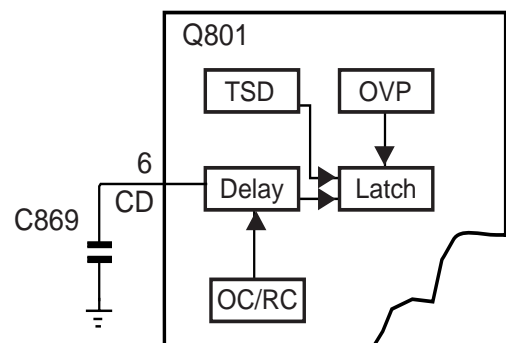 Q801
TSD
OVP
6
CD
Delay
Latch
C869
OC/RC